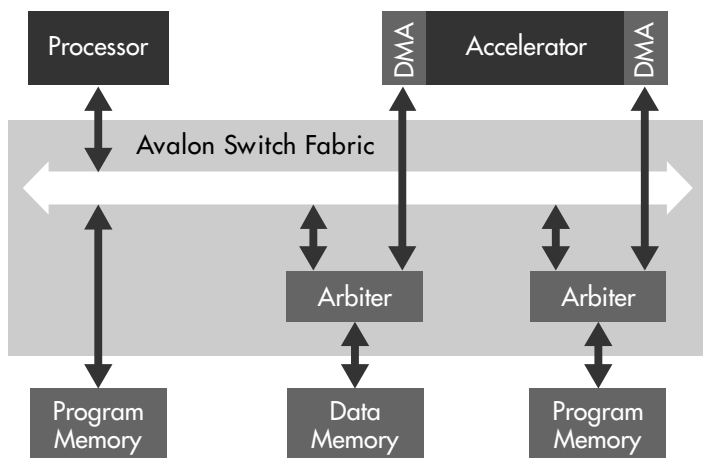 Processor
DMA
Accelerator
DMA
Avalon Switch Fabric
Arbiter
Arbiter
Program
Memory
Data
Memory
Program
Memory